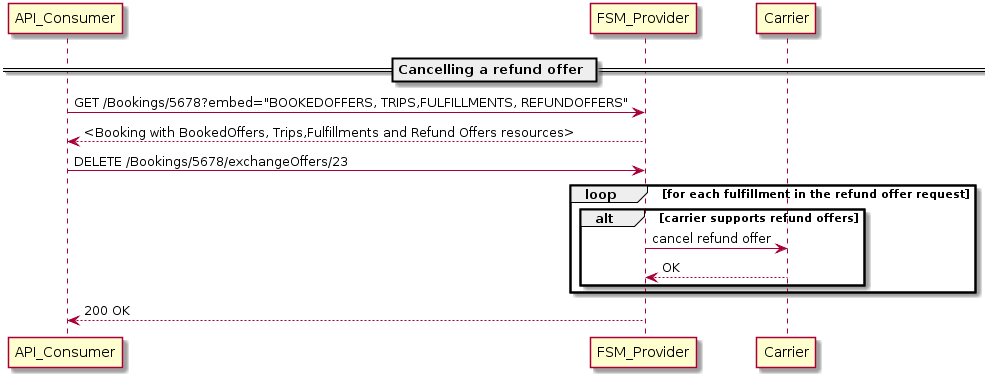 API_Consumer
FSM_Provider
Carrier
Cancelling a refund offer
GET /Bookings/5678?embed="BOOKEDOFFERS, TRIPS,FULFILLMENTS, REFUNDOFFERS"
<Booking with BookedOffers, Trips,Fulfillments and Refund Offers resources>
DELETE /Bookings/5678/exchangeOffers/23
loop
[for each fulfillment in the refund offer request]
alt
[carrier supports refund offers]
cancel refund offer
OK
200 OK
API_Consumer
FSM_Provider
Carrier